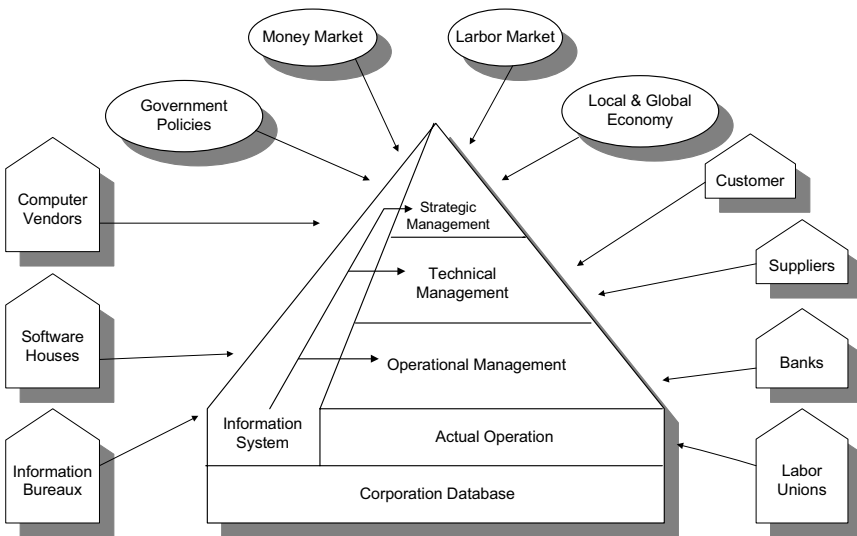 Money Market
Larbor Market
Government
Policies
Local & Global
Economy
Computer
Vendors
Customer
Strategic
Management
Technical
Management
Suppliers
Software
Houses
Operational Management
Banks
Information
System
Actual Operation
Information
Bureaux
Labor
Unions
Corporation Database